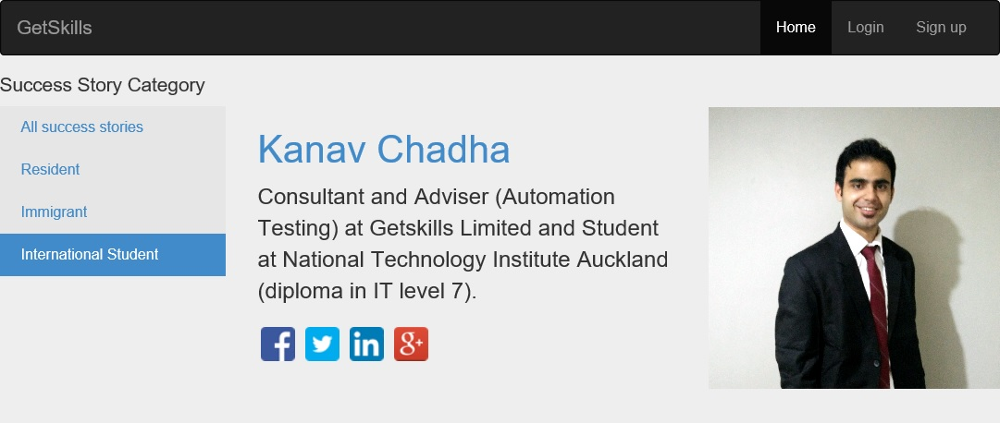 GetSkills
Home
Login
Sign up
Success Story Category
All success stories
Resident
Immigrant
International Student
Kanav Chadha
Consultant and Adviser (Automation
Testing) at Getskills Limited and Student
at National Technology Institute Auckland
(diploma in IT level 7).
f
in
g+